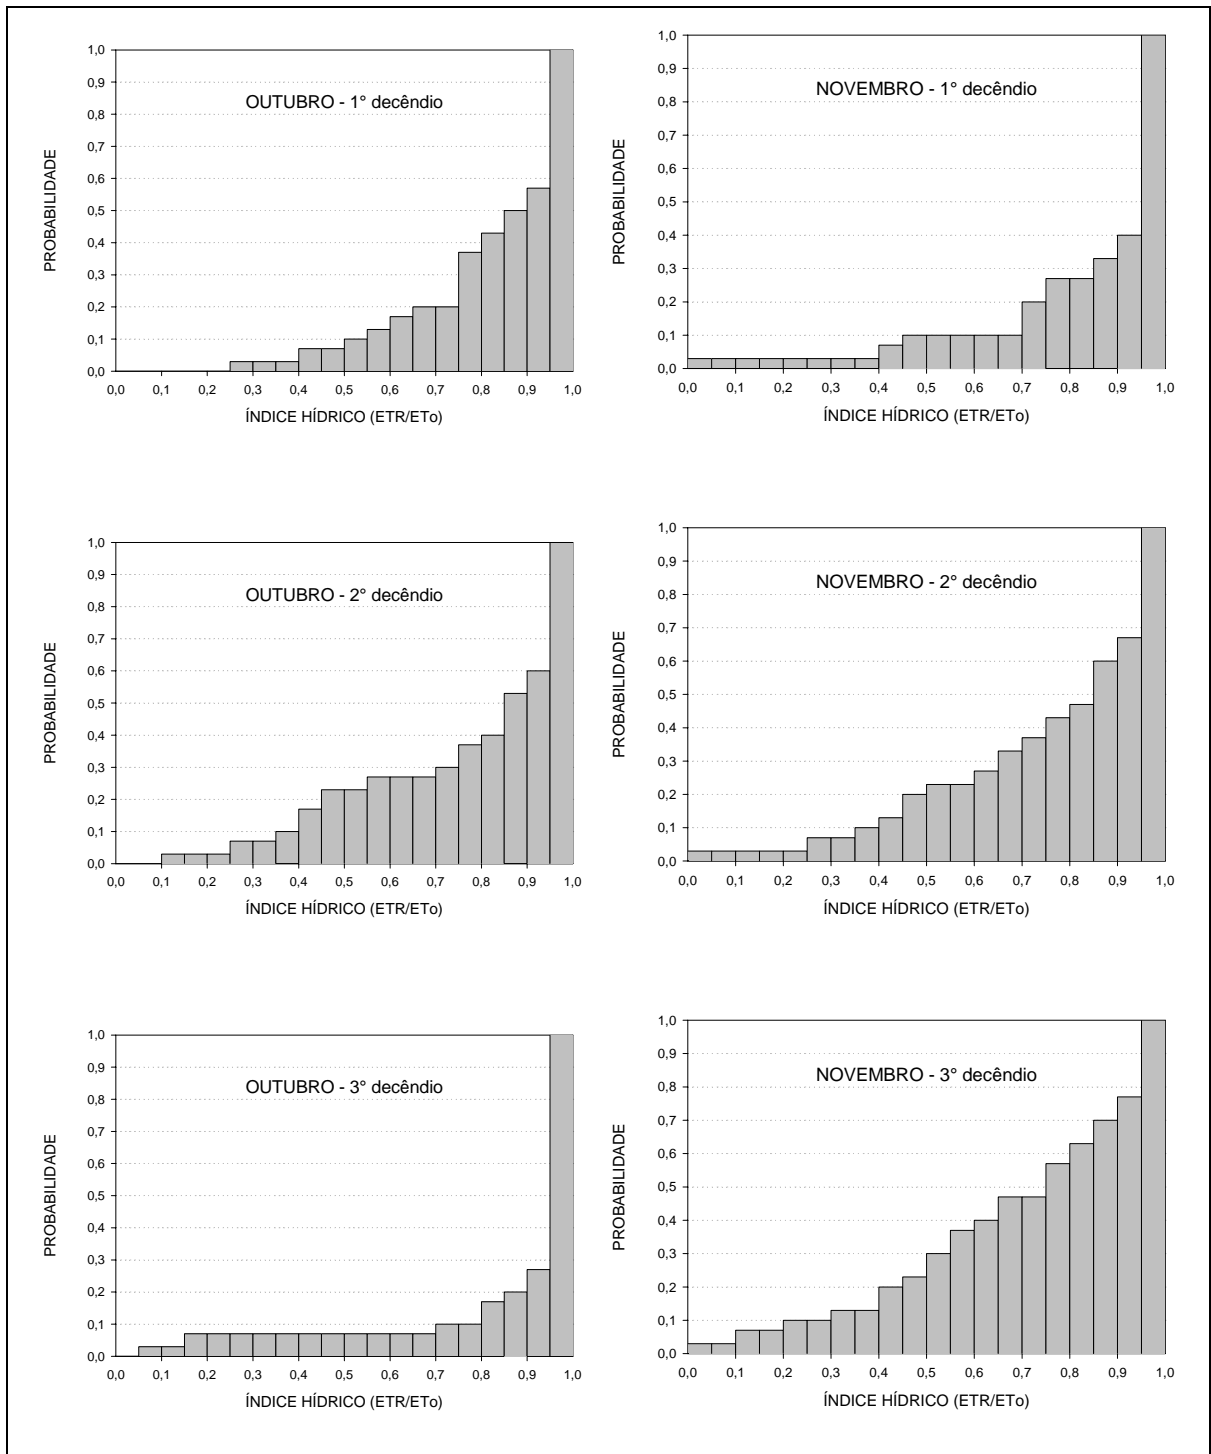 OUTUBRO - 1° decêndio
PROBABILIDADE
1,0
0,9
0,8
0,7
0,6
0,5
0,4
0,3
0,2
0,1
0,0
0,0 0,1 0,2 0,3 0,4 0,5 0,6 0,7 0,8 0,9 1,0
ÍNDICE HÍDRICO (ETR/ETo)
NOVEMBRO - 1° decêndio
PROBABILIDADE
1,0
0,9
0,8
0,7
0,6
0,5
0,4
0,3
0,2
0,1
0,0
0,0 0,1 0,2 0,3 0,4 0,5 0,6 0,7 0,8 0,9 1,0
ÍNDICE HÍDRICO (ETR/ETo)
OUTUBRO - 2° decêndio
PROBABILIDADE
1,0
0,9
0,8
0,7
0,6
0,5
0,4
0,3
0,2
0,1
0,0
0,0 0,1 0,2 0,3 0,4 0,5 0,6 0,7 0,8 0,9 1,0
ÍNDICE HÍDRICO (ETR/ETo)
NOVEMBRO - 2° decêndio
PROBABILIDADE
1,0
0,9
0,8
0,7
0,6
0,5
0,4
0,3
0,2
0,1
0,0
0,0 0,1 0,2 0,3 0,4 0,5 0,6 0,7 0,8 0,9 1,0
ÍNDICE HÍDRICO (ETR/ETo)
OUTUBRO - 3° decêndio
PROBABILIDADE
1,0
0,9
0,8
0,7
0,6
0,5
0,4
0,3
0,2
0,1
0,0
0,0 0,1 0,2 0,3 0,4 0,5 0,6 0,7 0,8 0,9 1,0
ÍNDICE HÍDRICO (ETR/ETo)
NOVEMBRO - 3° decêndio
PROBABILIDADE
1,0
0,9
0,8
0,7
0,6
0,5
0,4
0,3
0,2
0,1
0,0
0,0 0,1 0,2 0,3 0,4 0,5 0,6 0,7 0,8 0,9 1,0
ÍNDICE HÍDRICO (ETR/ETo)